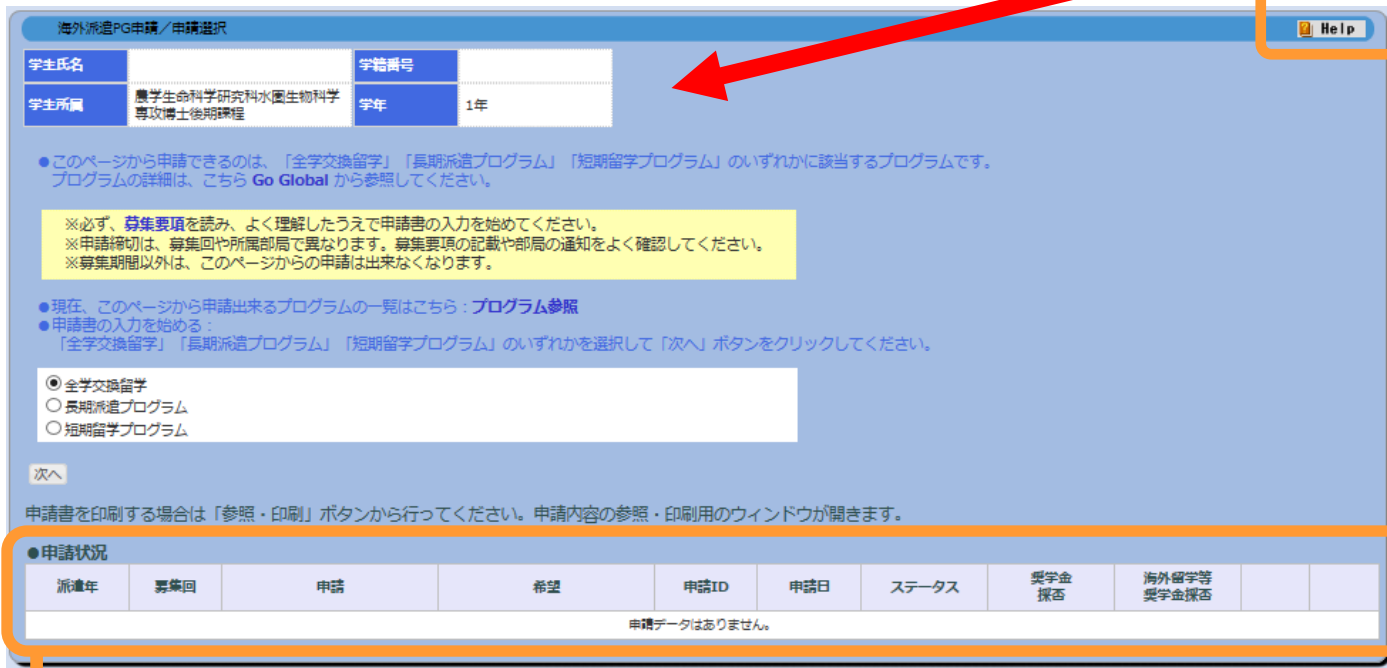 海外派遣PG申請／申請選択
Help
学生氏名 学籍番号
学生所属 農学生命科学研究科水圏生物科学
専攻博士後期課程 学年 1年
●このページから申請できるのは、「全学交換留学」「長期派遣プログラム」「短期留学プログラム」のいずれかに該当するプログラムです。
プログラムの詳細は、こちら Go Global から参照してください。
※必ず、募集要項を読み、よく理解したうえで申請書の入力を始めてください。
※申請締切は、募集回や所属部局で異なります。募集要項の記載や部局の通知をよく確認してください。
※募集期間以外は、このページからの申請は出来なくなります。
●現在、このページから申請出来るプログラムの一覧はこちら：プログラム参照
●申請書の入力を始める：
「全学交換留学」「長期派遣プログラム」「短期留学プログラム」のいずれかを選択して「次へ」ボタンをクリックしてください。
全学交換留学
長期派遣プログラム
短期留学プログラム
次へ
申請書を印刷する場合は「参照・印刷」ボタンから行ってください。申請内容の参照・印刷用のウィンドウが開きます。
●申請状況
派遣年 募集回 申請 希望 申請ID 申請日 ステータス 奨学金
採否 海外留学等
奨学金採否
申請データはありません。